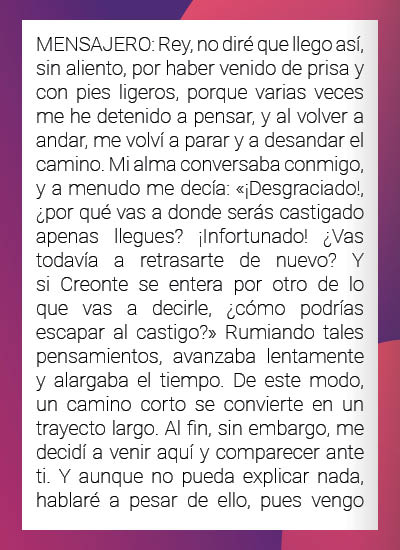 MENSAJERO: Rey, no diré que llego así,
sin aliento, por haber venido de prisa y
con pies ligeros, porque varias veces
me he detenido a pensar, y al volver a
andar, me volví a parar y a desandar el
camino. Mi alma conversaba conmigo,
y a menudo me decía: «¡Desgraciado!,
¿por qué vas a donde serás castigado
apenas llegues? ¡Infortunado! ¿Vas
todavía a retrasarte de nuevo? Y
si Creonte se entera por otro de lo
que vas a decirle, ¿cómo podrías
escapar al castigo?» Rumiando tales
pensamientos, avanzaba lentamente
y alargaba el tiempo. De este modo,
un camino corto se convierte en un
trayecto largo. Al fin, sin embargo, me
decidí a venir aquí y comparecer ante
ti. Y aunque no pueda explicar nada,
hablaré a pesar de ello, pues vengo